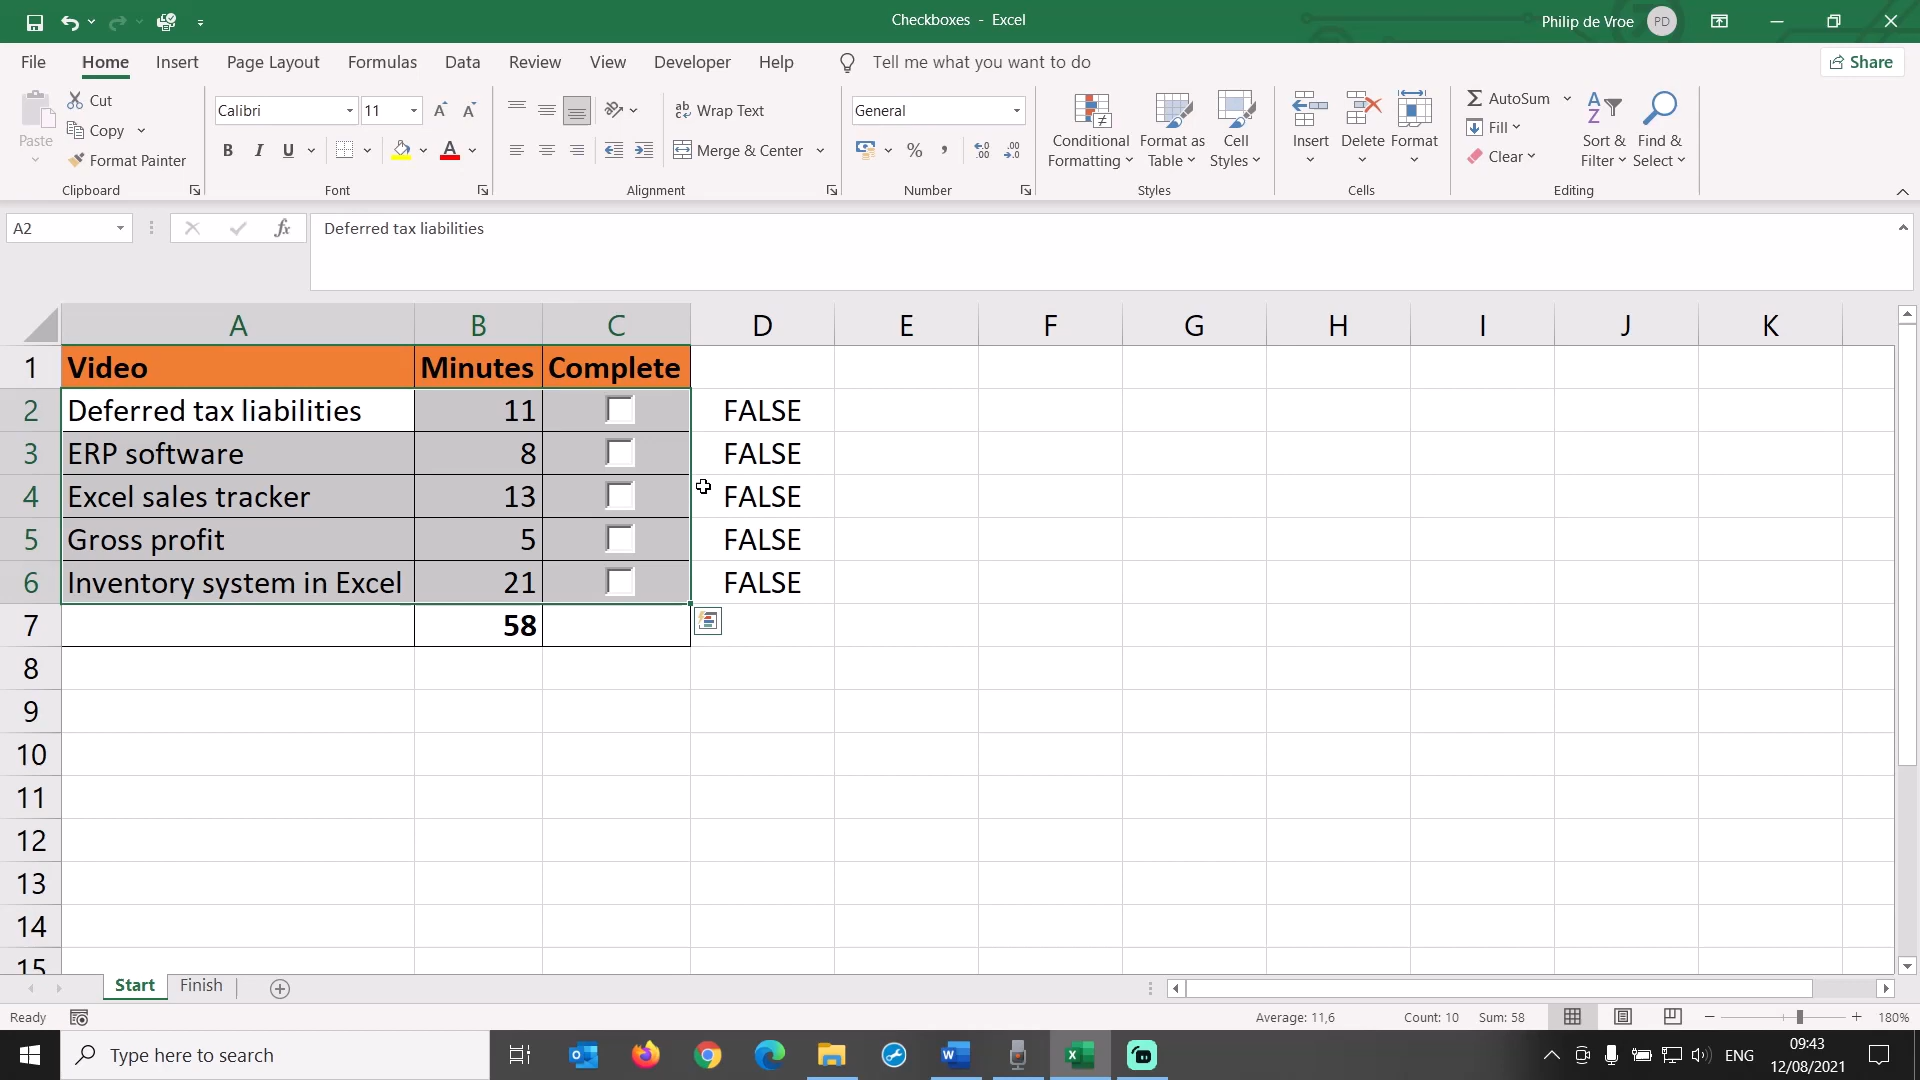 Checkboxes - Excel
Philip de Vroe PD
File Home Insert Page Layout Formulas Data Review View Developer Help Tell me what you want to do Share
Paste
Cut
Copy
Format Painter
Clipboard
Calibri 11
B I U A
Font
ab Wrap Text
Merge & Center
Alignment
General
%
Number
Conditional Formatting
Format as Table
Cell Styles
Styles
Insert Delete Format
Cells
AutoSum
Fill
Clear
Sort & Filter
Find & Select
Editing
A2 fx Deferred tax liabilities
A B C D E F G H I J K
1 Video Minutes Complete
2 Deferred tax liabilities 11 FALSE
3 ERP software 8 FALSE
4 Excel sales tracker 13 FALSE
5 Gross profit 5 FALSE
6 Inventory system in Excel 21 FALSE
7 58
8
9
10
11
12
13
14
15
Start Finish
Ready Average: 11,6 Count: 10 Sum: 58 180%
Type here to search
ENG
09:43
12/08/2021